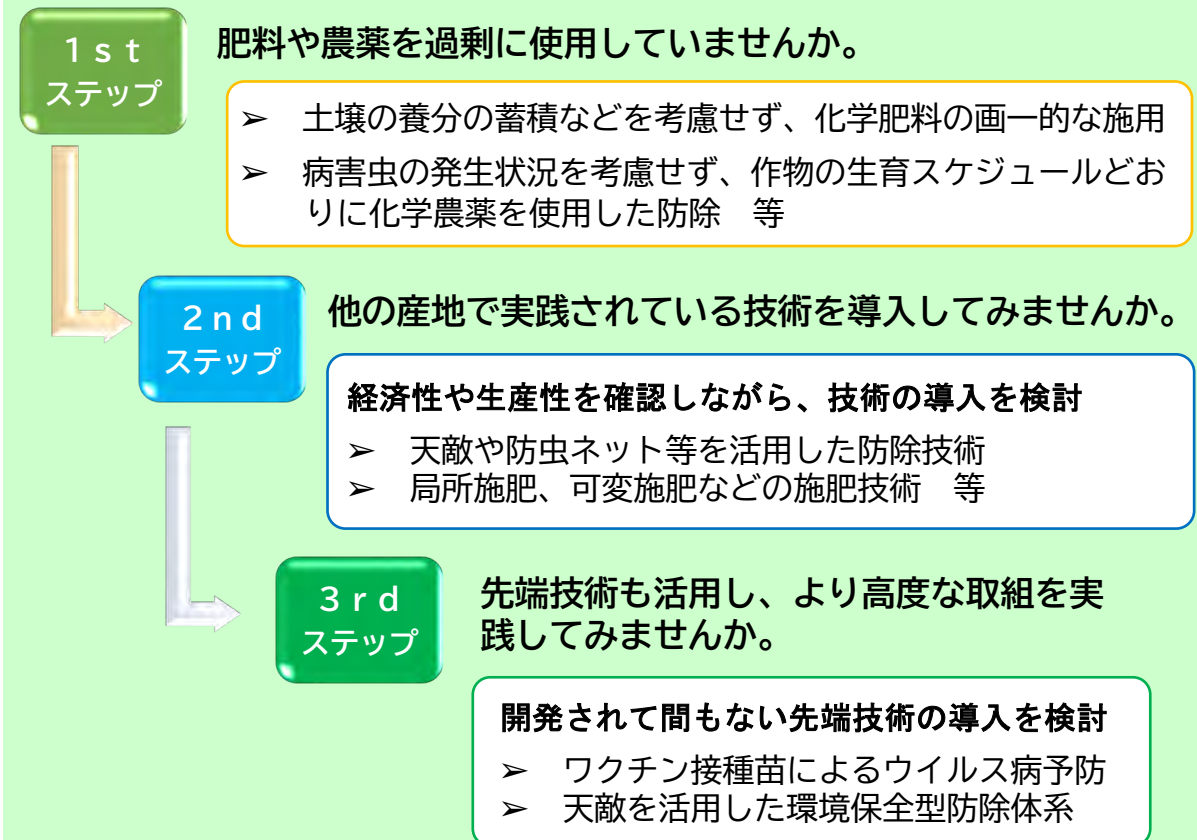 1st
ステップ
肥料や農薬を過剰に使用していませんか。
➢ 土壌の養分の蓄積などを考慮せず、化学肥料の画一的な施用
➢ 病害虫の発生状況を考慮せず、作物の生育スケジュールどお
りに化学農薬を使用した防除　等
2nd
ステップ
他の産地で実践されている技術を導入してみませんか。
経済性や生産性を確認しながら、技術の導入を検討
➢ 天敵や防虫ネット等を活用した防除技術
➢ 局所施肥、可変施肥などの施肥技術　等
3rd
ステップ
先端技術も活用し、より高度な取組を実
践してみませんか。
開発されて間もない先端技術の導入を検討
➢ ワクチン接種苗によるウイルス病予防
➢ 天敵を活用した環境保全型防除体系